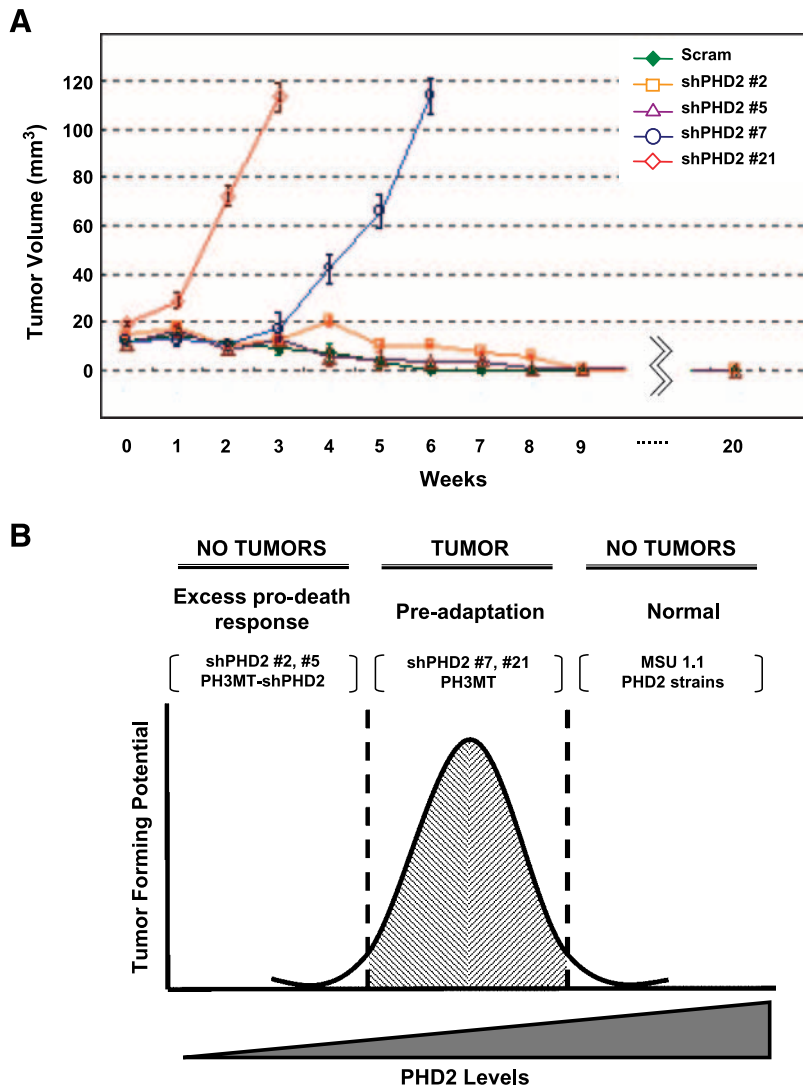 A
Tumor Volume (mm³)
120
100
80
60
40
20
0
Scram
shPHD2 #2
shPHD2 #5
shPHD2 #7
shPHD2 #21
0 1 2 3 4 5 6 7 8 9 ...... 20
Weeks
B
NO TUMORS TUMOR NO TUMORS
Excess pro-death Pre-adaptation Normal
response
shPHD2 #2, #5 shPHD2 #7, #21 MSU 1.1
PH3MT-shPHD2 PH3MT PHD2 strains
Tumor Forming Potential
PHD2 Levels